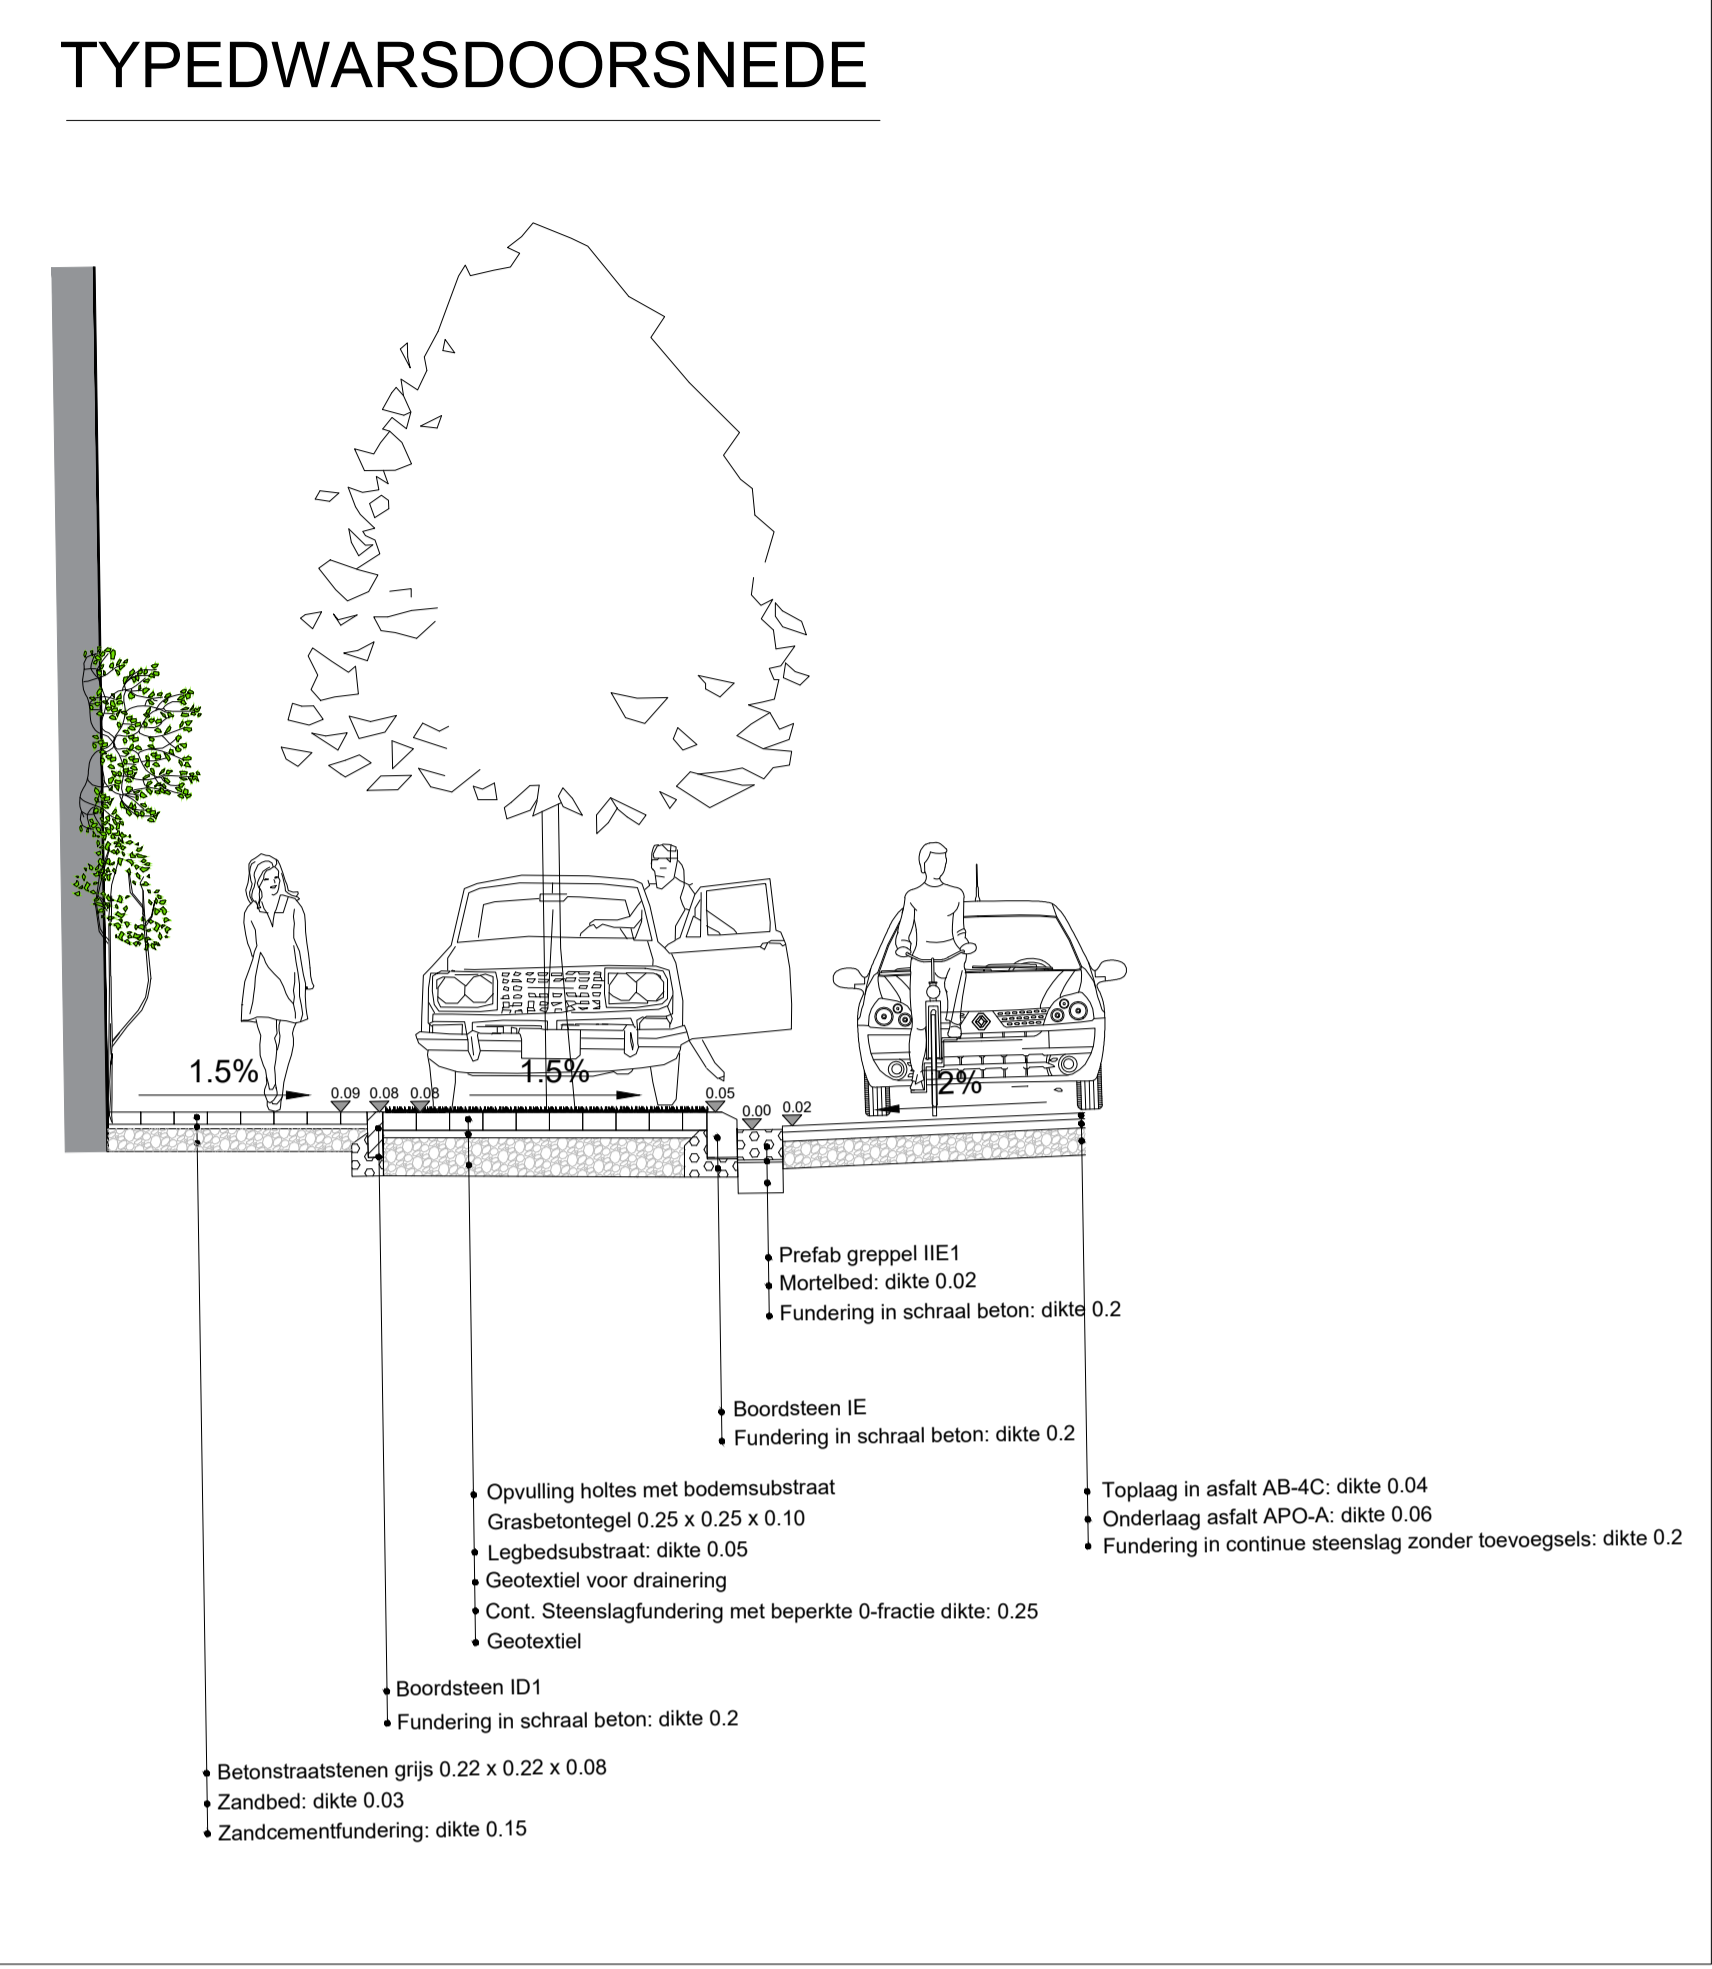 TYPEDWARSDOORSNEDE
1.5%
1.5%
2%
0.09 0.08 0.08
0.05
0.00 0.02
Prefab greppel IIE1
Mortelbed: dikte 0.02
Fundering in schraal beton: dikte 0.2
Boordsteen IE
Fundering in schraal beton: dikte 0.2
Opvulling holtes met bodemsubstraat
Grasbetontegel 0.25 x 0.25 x 0.10
Legbedsubstraat: dikte 0.05
Geotextiel voor drainering
Cont. Steenslagfundering met beperkte 0-fractie dikte: 0.25
Geotextiel
Toplaag in asfalt AB-4C: dikte 0.04
Onderlaag asfalt APO-A: dikte 0.06
Fundering in continue steenslag zonder toevoegsels: dikte 0.2
Boordsteen ID1
Fundering in schraal beton: dikte 0.2
Betonstraatstenen grijs 0.22 x 0.22 x 0.08
Zandbed: dikte 0.03
Zandcementfundering: dikte 0.15